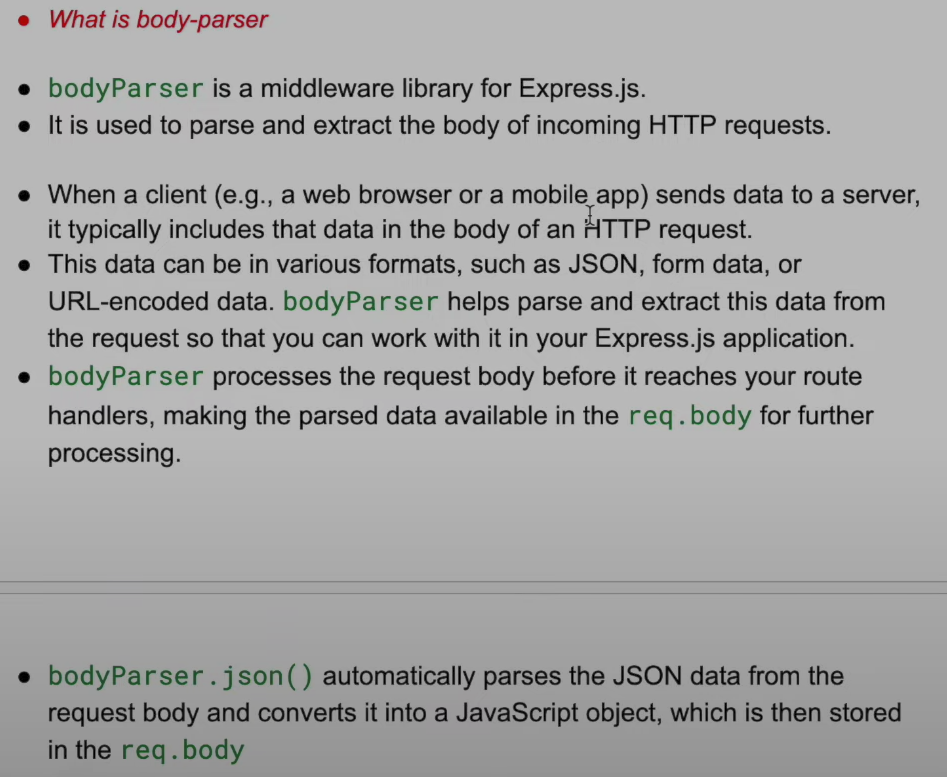 What is body-parser
bodyParser is a middleware library for Express.js.
It is used to parse and extract the body of incoming HTTP requests.
When a client (e.g., a web browser or a mobile app) sends data to a server,
it typically includes that data in the body of an HTTP request.
This data can be in various formats, such as JSON, form data, or
URL-encoded data. bodyParser helps parse and extract this data from
the request so that you can work with it in your Express.js application.
bodyParser processes the request body before it reaches your route
handlers, making the parsed data available in the req.body for further
processing.
bodyParser.json() automatically parses the JSON data from the
request body and converts it into a JavaScript object, which is then stored
in the req.body